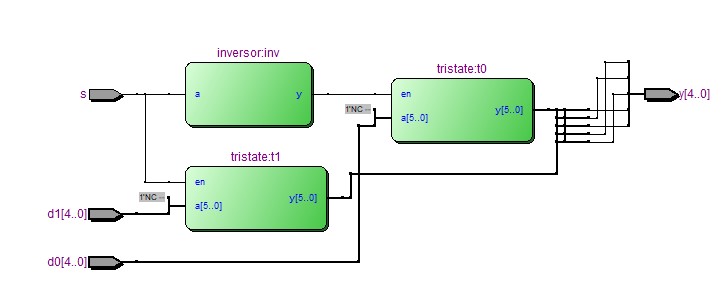 inversor:inv
s
a
y
tristate:t0
en
1'NC --
a[5..0]
y[5..0]
y[4..0]
tristate:t1
en
1'NC --
a[5..0]
y[5..0]
d1[4..0]
d0[4..0]